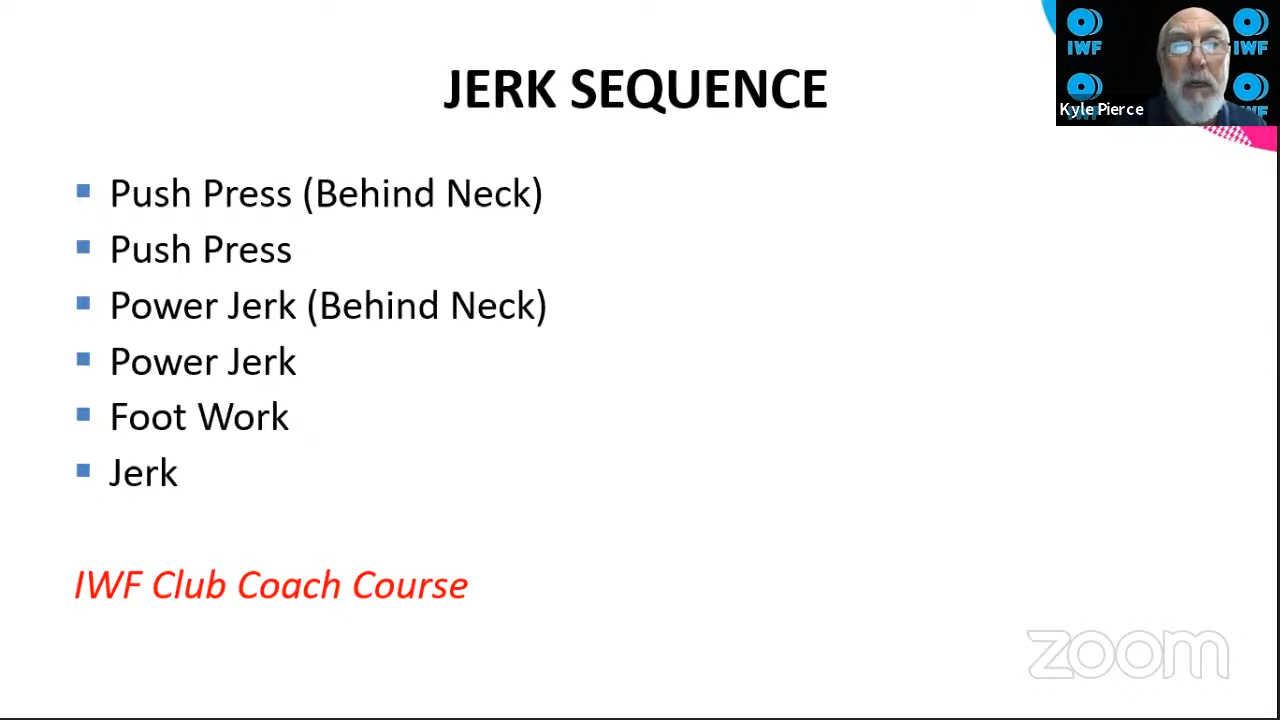 JERK SEQUENCE
IWF
IWF
Kyle Pierce
Push Press (Behind Neck)
Push Press
Power Jerk (Behind Neck)
Power Jerk
Foot Work
Jerk
IWF Club Coach Course
zoom